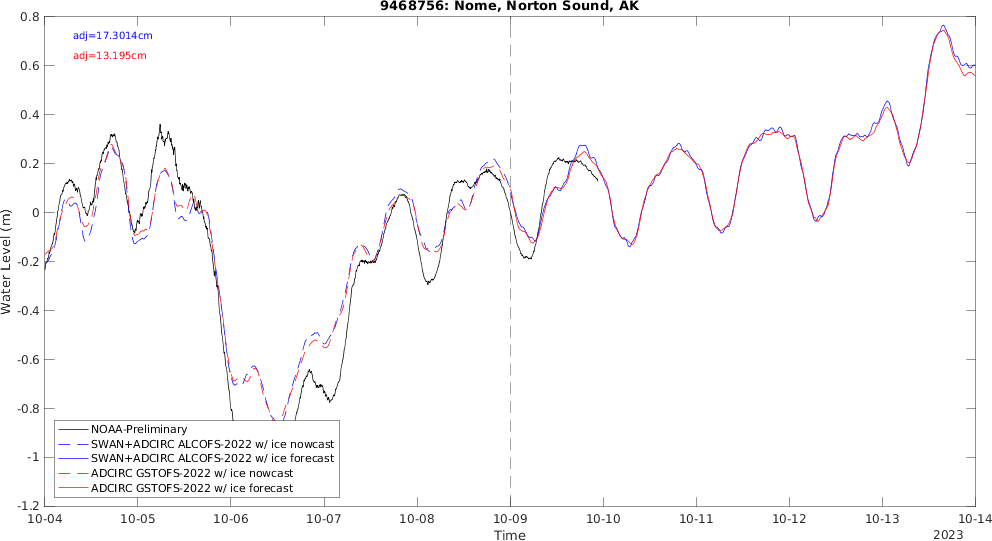 9468756: Nome, Norton Sound, AK
adj=17.3014cm
adj=13.195cm
Water Level (m)
0.8
0.6
0.4
0.2
0
-0.2
-0.4
-0.6
-0.8
-1
-1.2
NOAA-Preliminary
SWAN+ADCIRC ALCOFS-2022 w/ ice nowcast
SWAN+ADCIRC ALCOFS-2022 w/ ice forecast
ADCIRC GSTOFS-2022 w/ ice nowcast
ADCIRC GSTOFS-2022 w/ ice forecast
10-04 10-05 10-06 10-07 10-08 10-09 10-10 10-11 10-12 10-13 10-14
Time
2023